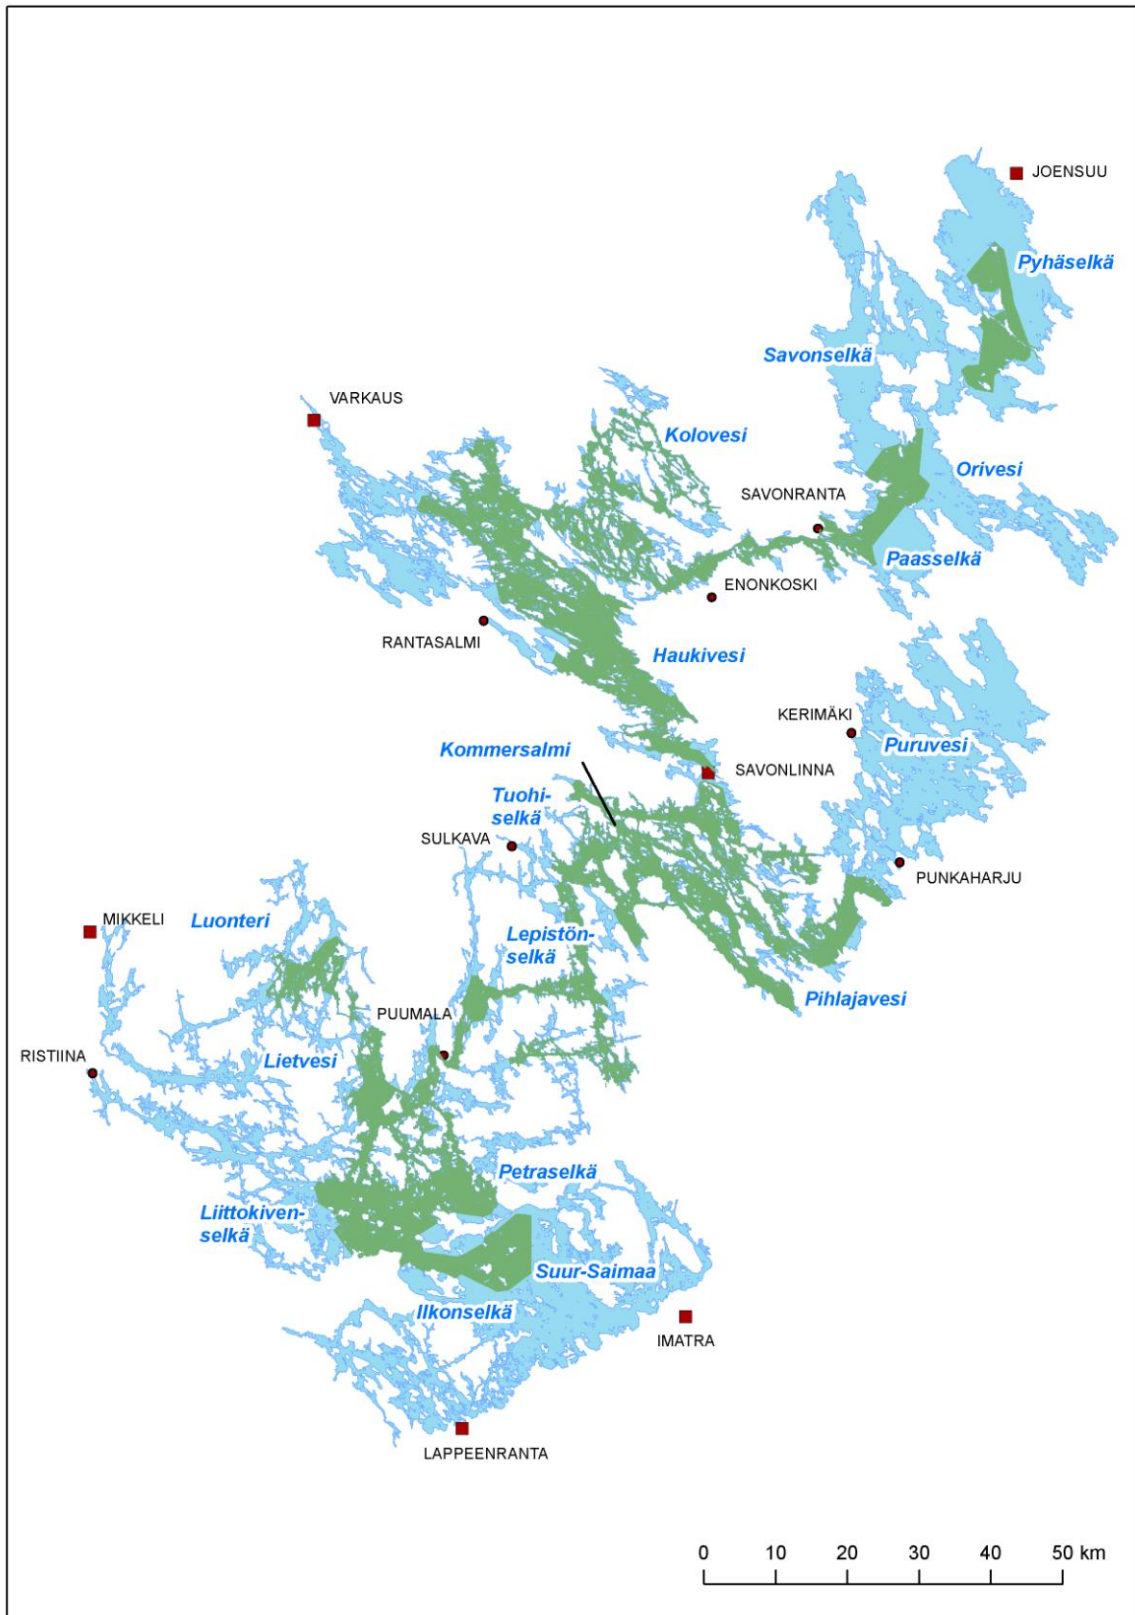 JOENSUU
Pyhäselkä
Savonselkä
VARKAUS
Kolovesi
Orivesi
SAVONRANTA
Paasselkä
ENONKOSKI
RANTASALMI
Haukivesi
KERIMÄKI
Puruvesi
Kommersalmi
SAVONLINNA
Tuohi-
selkä
SULKAVA
PUNKAHARJU
MIKKELI
Luonteri
Lepistön-
selkä
Pihlajavesi
PUUMALA
RISTIINA
Lietvesi
Petraselkä
Liittokiven-
selkä
Suur-Saimaa
Ilkonselkä
IMATRA
LAPPEENRANTA
0 10 20 30 40 50 km